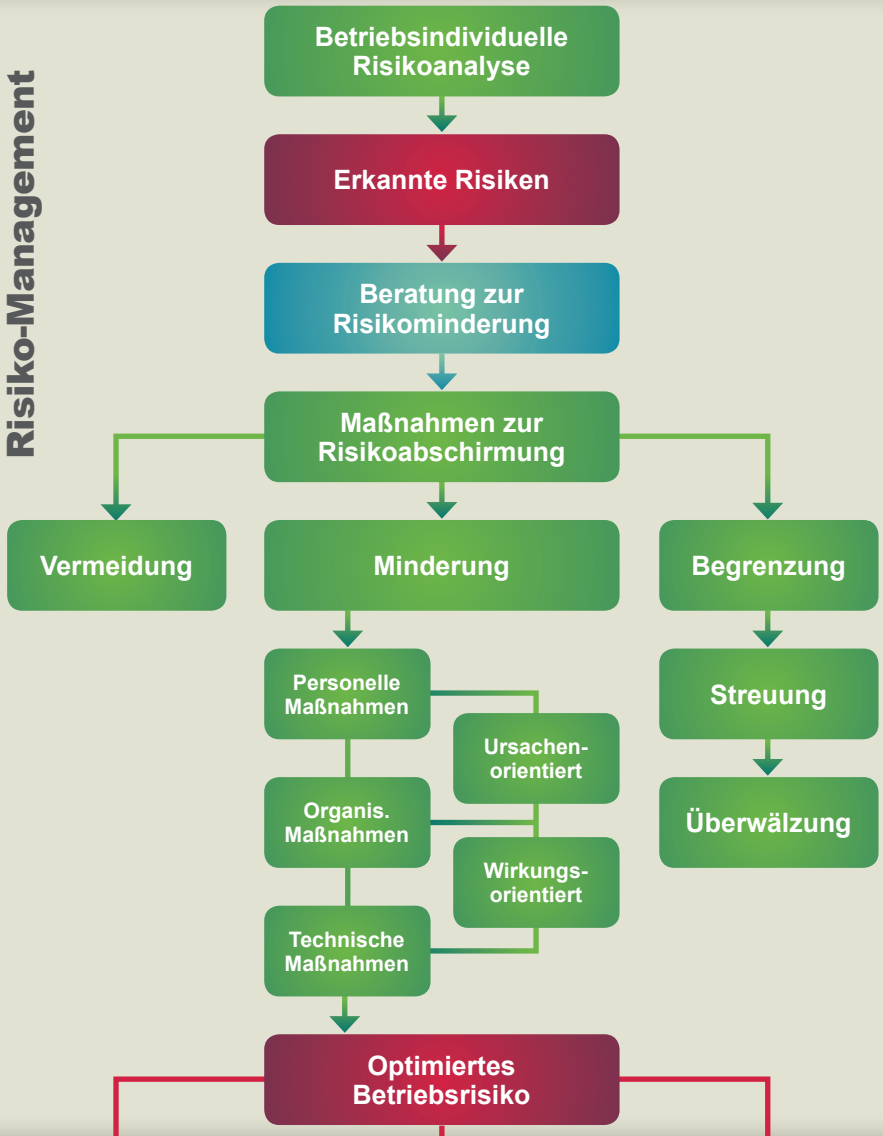 Risiko-Management
Betriebsindividuelle
Risikoanalyse
Erkannte Risiken
Beratung zur
Risikominderung
Maßnahmen zur
Risikoabschirmung
Vermeidung
Minderung
Begrenzung
Personelle
Maßnahmen
Streuung
Ursachen-
orientiert
Organis.
Maßnahmen
Überwälzung
Wirkungs-
orientiert
Technische
Maßnahmen
Optimiertes
Betriebsrisiko